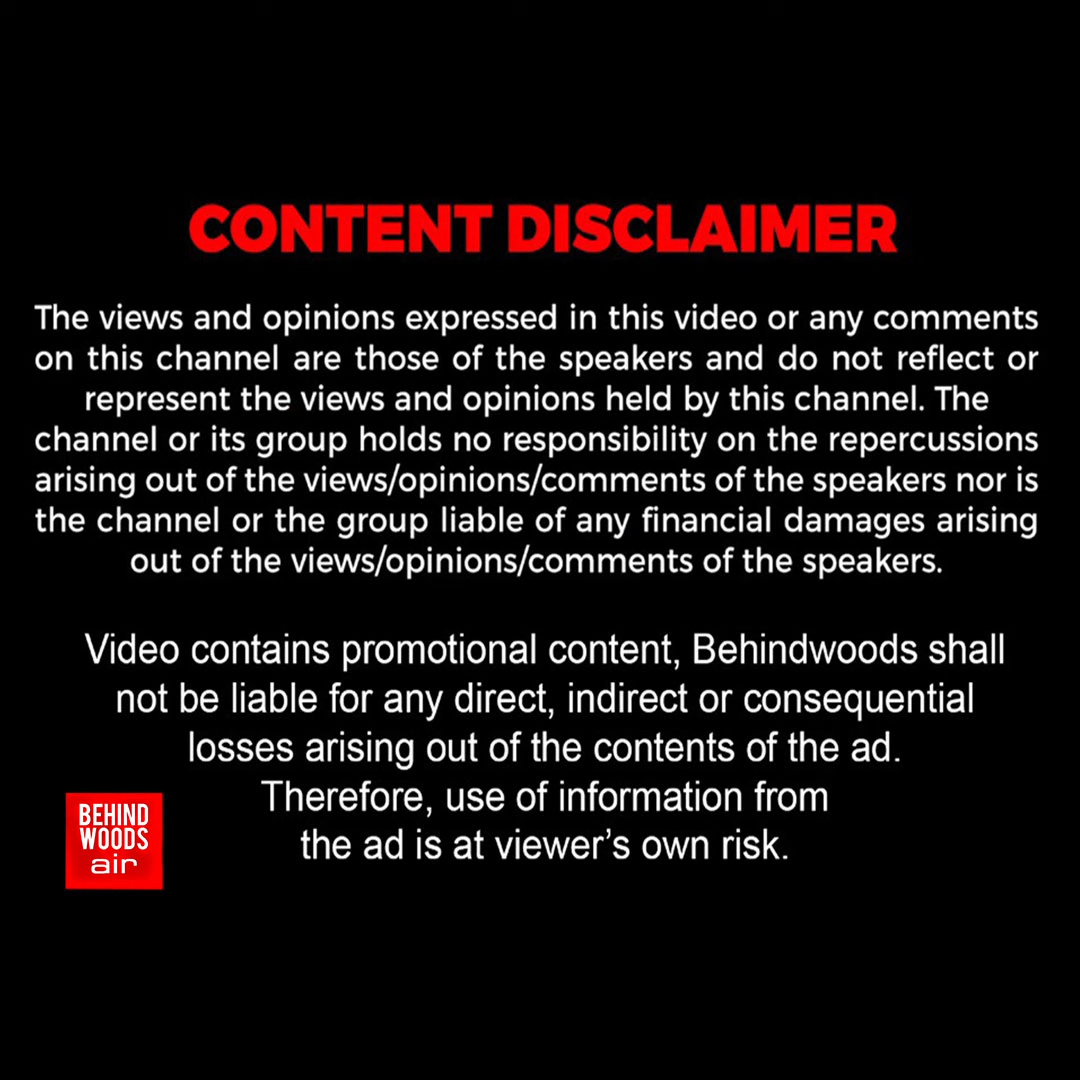 CONTENT DISCLAIMER
The views and opinions expressed in this video or any comments
on this channel are those of the speakers and do not reflect or
represent the views and opinions held by this channel. The
channel or its group holds no responsibility on the repercussions
arising out of the views/opinions/comments of the speakers nor is
the channel or the group liable of any financial damages arising
out of the views/opinions/comments of the speakers.
Video contains promotional content, Behindwoods shall
not be liable for any direct, indirect or consequential
losses arising out of the contents of the ad.
Therefore, use of information from
the ad is at viewer’s own risk.
BEHIND
WOODS
air